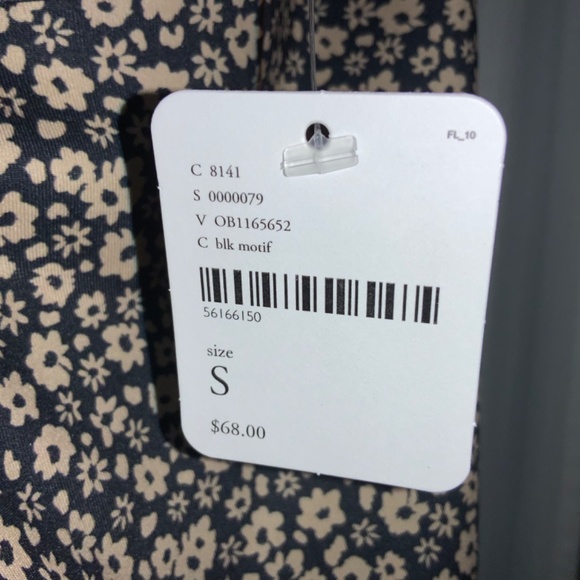 FL_10
C 8141
S 0000079
V OB1165652
C blk motif
56166150
size
S
$68.00